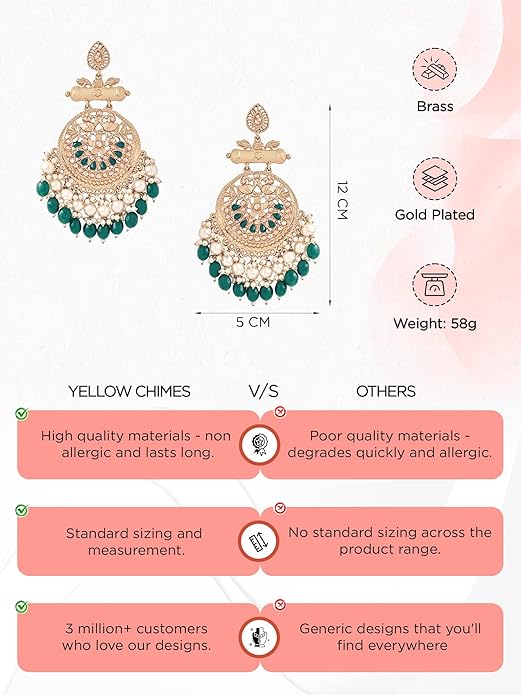 Brass
12 CM
Gold Plated
5 CM
Weight: 58g
YELLOW CHIMES V/S OTHERS
High quality materials - non
allergic and lasts long.
Poor quality materials -
degrades quickly and allergic.
Standard sizing and
measurement.
No standard sizing across the
product range.
3 million+ customers
who love our designs.
Generic designs that you'll
find everywhere